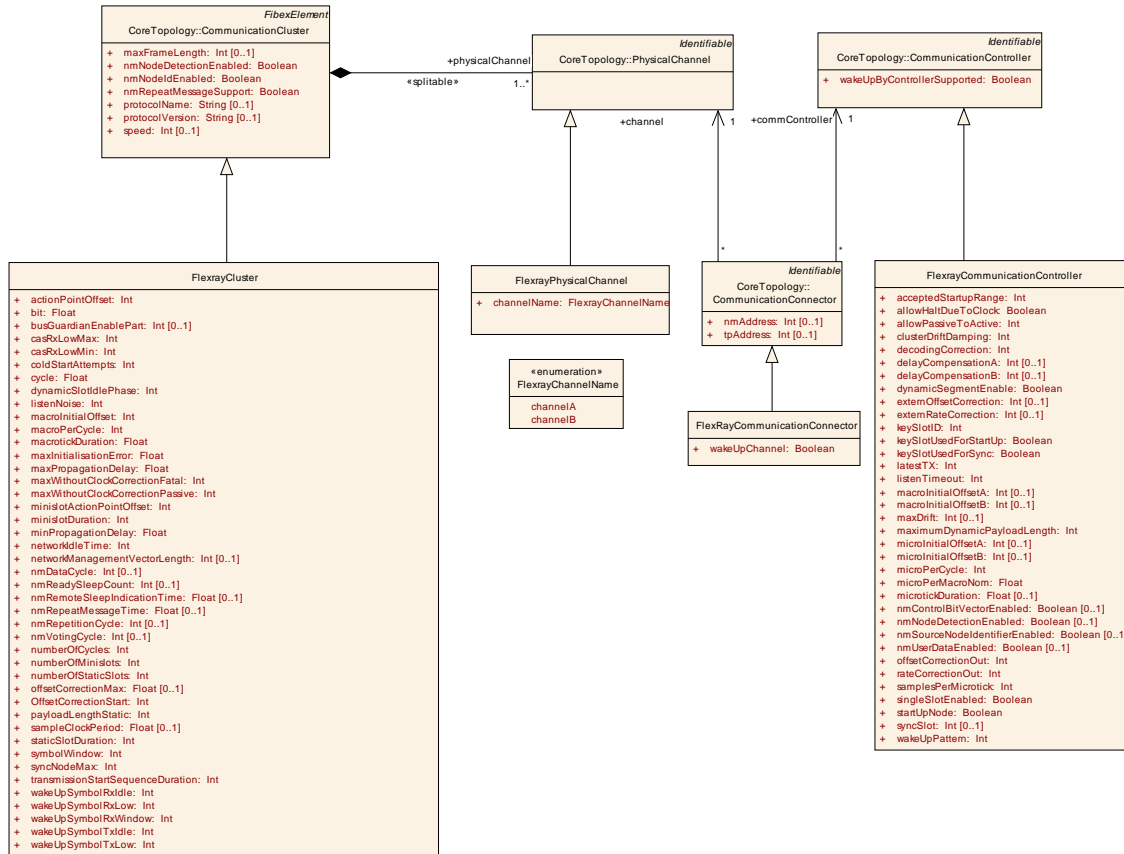 FibexElement
CoreTopology::CommunicationCluster
+ maxFrameLength: Int [0..1]
+ nmNodeDetectionEnabled: Boolean
+ nmNodeIdEnabled: Boolean
+ nmRepeatMessageSupport: Boolean
+ protocolName: String [0..1]
+ protocolVersion: String [0..1]
+ speed: Int [0..1]
+physicalChannel
«splitable»
1..*
Identifiable
CoreTopology::PhysicalChannel
Identifiable
CoreTopology::CommunicationController
+ wakeUpByControllerSupported: Boolean
+channel
1
+commController
1
*
*
FlexrayCluster
+ actionPointOffset: Int
+ bit: Float
+ busGuardianEnablePart: Int [0..1]
+ casRxLowMax: Int
+ casRxLowMin: Int
+ coldStartAttempts: Int
+ cycle: Float
+ dynamicSlotIdlePhase: Int
+ listenNoise: Int
+ macroInitialOffset: Int
+ macroPerCycle: Int
+ macrotickDuration: Float
+ maxInitialisationError: Float
+ maxPropagationDelay: Float
+ maxWithoutClockCorrectionFatal: Int
+ maxWithoutClockCorrectionPassive: Int
+ minislotActionPointOffset: Int
+ minislotDuration: Int
+ minPropagationDelay: Float
+ networkIdleTime: Int
+ networkManagementVectorLength: Int [0..1]
+ nmDataCycle: Int [0..1]
+ nmReadySleepCount: Int [0..1]
+ nmRemoteSleepIndicationTime: Float [0..1]
+ nmRepeatMessageTime: Float [0..1]
+ nmRepetitionCycle: Int [0..1]
+ nmVotingCycle: Int [0..1]
+ numberOfCycles: Int
+ numberOfMinislots: Int
+ numberOfStaticSlots: Int
+ offsetCorrectionMax: Float [0..1]
+ OffsetCorrectionStart: Int
+ payloadLengthStatic: Int
+ sampleClockPeriod: Float [0..1]
+ staticSlotDuration: Int
+ symbolWindow: Int
+ syncNodeMax: Int
+ transmissionStartSequenceDuration: Int
+ wakeUpSymbolRxIdle: Int
+ wakeUpSymbolRxLow: Int
+ wakeUpSymbolRxWindow: Int
+ wakeUpSymbolTxIdle: Int
+ wakeUpSymbolTxLow: Int
FlexrayPhysicalChannel
+ channelName: FlexrayChannelName
«enumeration»
FlexrayChannelName
channelA
channelB
Identifiable
CoreTopology::
CommunicationConnector
+ nmAddress: Int [0..1]
+ tpAddress: Int [0..1]
FlexRayCommunicationConnector
+ wakeUpChannel: Boolean
FlexrayCommunicationController
+ acceptedStartupRange: Int
+ allowHaltDueToClock: Boolean
+ allowPassiveToActive: Int
+ clusterDriftDamping: Int
+ decodingCorrection: Int
+ delayCompensationA: Int [0..1]
+ delayCompensationB: Int [0..1]
+ dynamicSegmentEnable: Boolean
+ externOffsetCorrection: Int [0..1]
+ externRateCorrection: Int [0..1]
+ keySlotID: Int
+ keySlotUsedForStartUp: Boolean
+ keySlotUsedForSync: Boolean
+ latestTX: Int
+ listenTimeout: Int
+ macroInitialOffsetA: Int [0..1]
+ macroInitialOffsetB: Int [0..1]
+ maxDrift: Int [0..1]
+ maximumDynamicPayloadLength: Int
+ microInitialOffsetA: Int [0..1]
+ microInitialOffsetB: Int [0..1]
+ microPerCycle: Int
+ microPerMacroNom: Float
+ microtickDuration: Float [0..1]
+ nmControlBitVectorEnabled: Boolean [0..1]
+ nmNodeDetectionEnabled: Boolean [0..1]
+ nmSourceNodeIdentifierEnabled: Boolean [0..1]
+ nmUserDataEnabled: Boolean [0..1]
+ offsetCorrectionOut: Int
+ rateCorrectionOut: Int
+ samplesPerMicrotick: Int
+ singleSlotEnabled: Boolean
+ startUpNode: Boolean
+ syncSlot: Int [0..1]
+ wakeUpPattern: Int